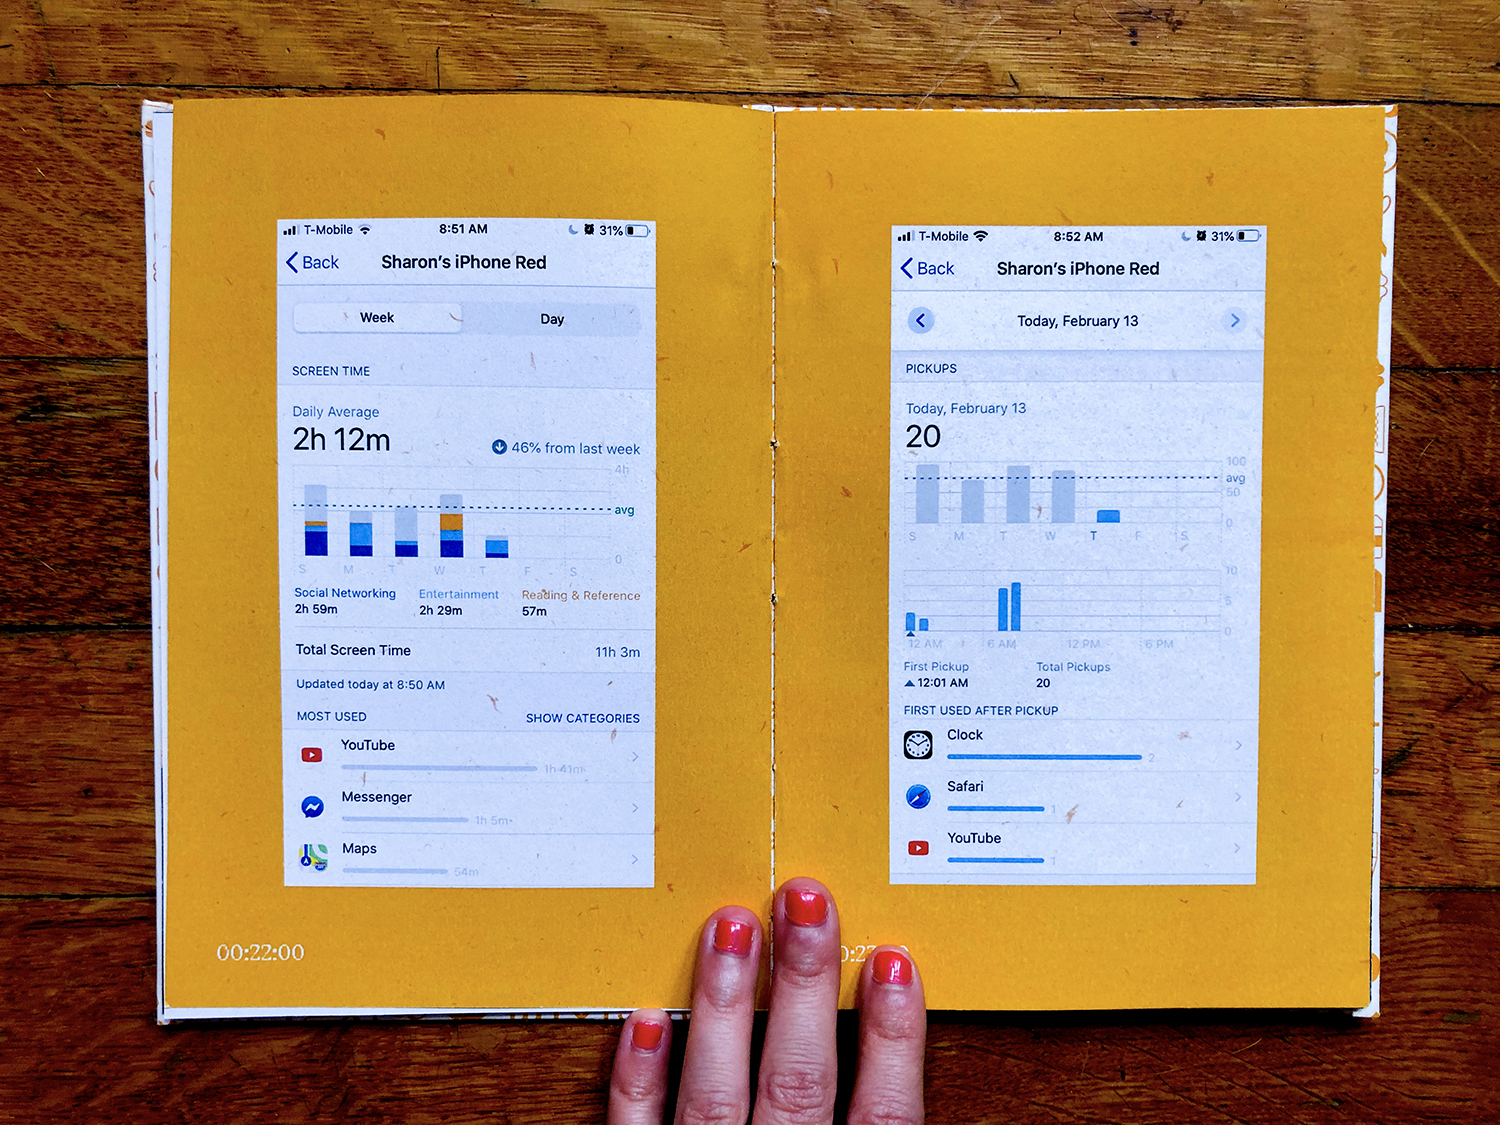 T-Mobile 8:51 AM 31%
Back Sharon's iPhone Red
Week Day
SCREEN TIME
Daily Average
2h 12m 46% from last week
4h
avg
0
S M T W T F S
Social Networking Entertainment Reading & Reference
2h 59m 2h 29m 57m
Total Screen Time 11h 3m
Updated today at 8:50 AM
MOST USED SHOW CATEGORIES
YouTube
1h 41m
Messenger
1h 5m
Maps
54m
00:22:00
T-Mobile 8:52 AM 31%
Back Sharon's iPhone Red
Today, February 13
PICKUPS
Today, February 13
20
100
avg
50
0
S M T W T F S
10
5
0
12 AM 6 AM 12 PM 6 PM
First Pickup Total Pickups
12:01 AM 20
FIRST USED AFTER PICKUP
Clock
2
Safari
1
YouTube
1